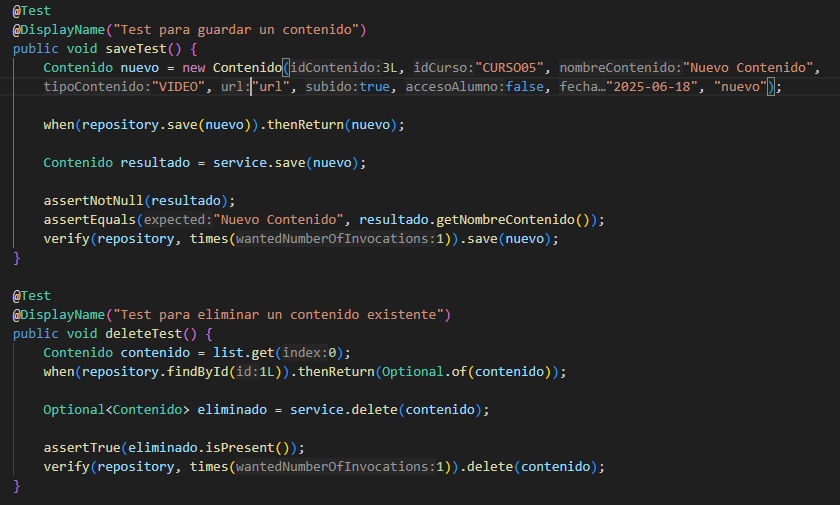 @Test
@DisplayName("Test para guardar un contenido")
public void saveTest() {
Contenido nuevo = new Contenido(idContenido:3L, idCurso:"CURSO05", nombreContenido:"Nuevo Contenido",
tipoContenido:"VIDEO", url:"url", subido:true, accesoAlumno:false, fecha…"2025-06-18", "nuevo");
when(repository.save(nuevo)).thenReturn(nuevo);
Contenido resultado = service.save(nuevo);
assertNotNull(resultado);
assertEquals(expected:"Nuevo Contenido", resultado.getNombreContenido());
verify(repository, times(wantedNumberOfInvocations:1)).save(nuevo);
}
@Test
@DisplayName("Test para eliminar un contenido existente")
public void deleteTest() {
Contenido contenido = list.get(index:0);
when(repository.findById(id:1L)).thenReturn(Optional.of(contenido));
Optional<Contenido> eliminado = service.delete(contenido);
assertTrue(eliminado.isPresent());
verify(repository, times(wantedNumberOfInvocations:1)).delete(contenido);
}